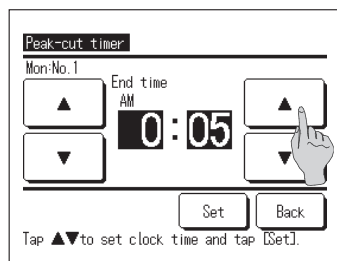 Peak-cut timer
Mon:No.1
End time
AM
0:05
▲ ▲
▼ ▼
Set Back
Tap ▲▼to set clock time and tap [Set].